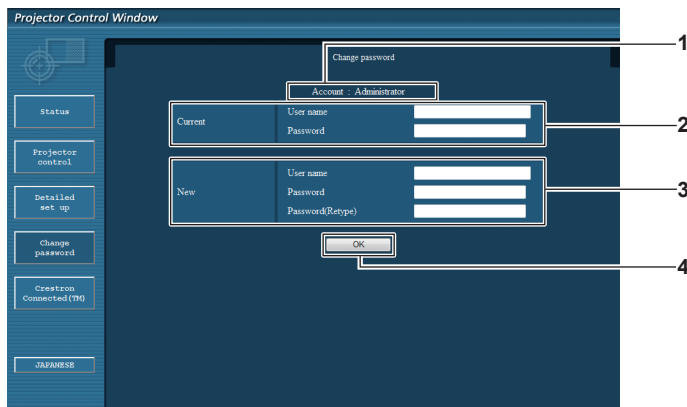 Projector Control Window
Change password
1
Account : Administrator
Status
Current
User name
Password
2
Projector
control
New
User name
Password
Password(Retype)
3
Detailed
set up
Change
password
OK
4
Crestron
Connected(TM)
JAPANESE